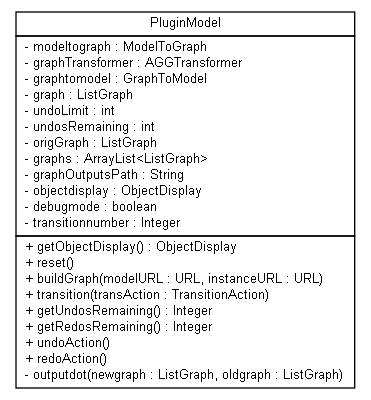 PluginModel
- modeltograph : ModelToGraph
- graphTransformer : AGGTransformer
- graphtomodel : GraphToModel
- graph : ListGraph
- undoLimit : int
- undosRemaining : int
- origGraph : ListGraph
- graphs : ArrayList<ListGraph>
- graphOutputsPath : String
- objectdisplay : ObjectDisplay
- debugmode : boolean
- transitionnumber : Integer
+ getObjectDisplay() : ObjectDisplay
+ reset()
+ buildGraph(modelURL : URL, instanceURL : URL)
+ transition(transAction : TransitionAction)
+ getUndosRemaining() : Integer
+ getRedosRemaining() : Integer
+ undoAction()
+ redoAction()
- outputdot(newgraph : ListGraph, oldgraph : ListGraph)